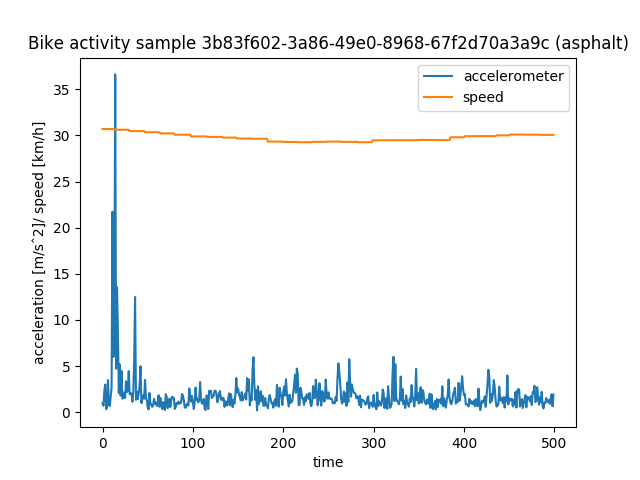 Bike activity sample 3b83f602-3a86-49e0-8968-67f2d70a3a9c (asphalt)
accelerometer
speed
acceleration [m/s^2]/ speed [km/h]
35
30
25
20
15
10
5
0
0 100 200 300 400 500
time